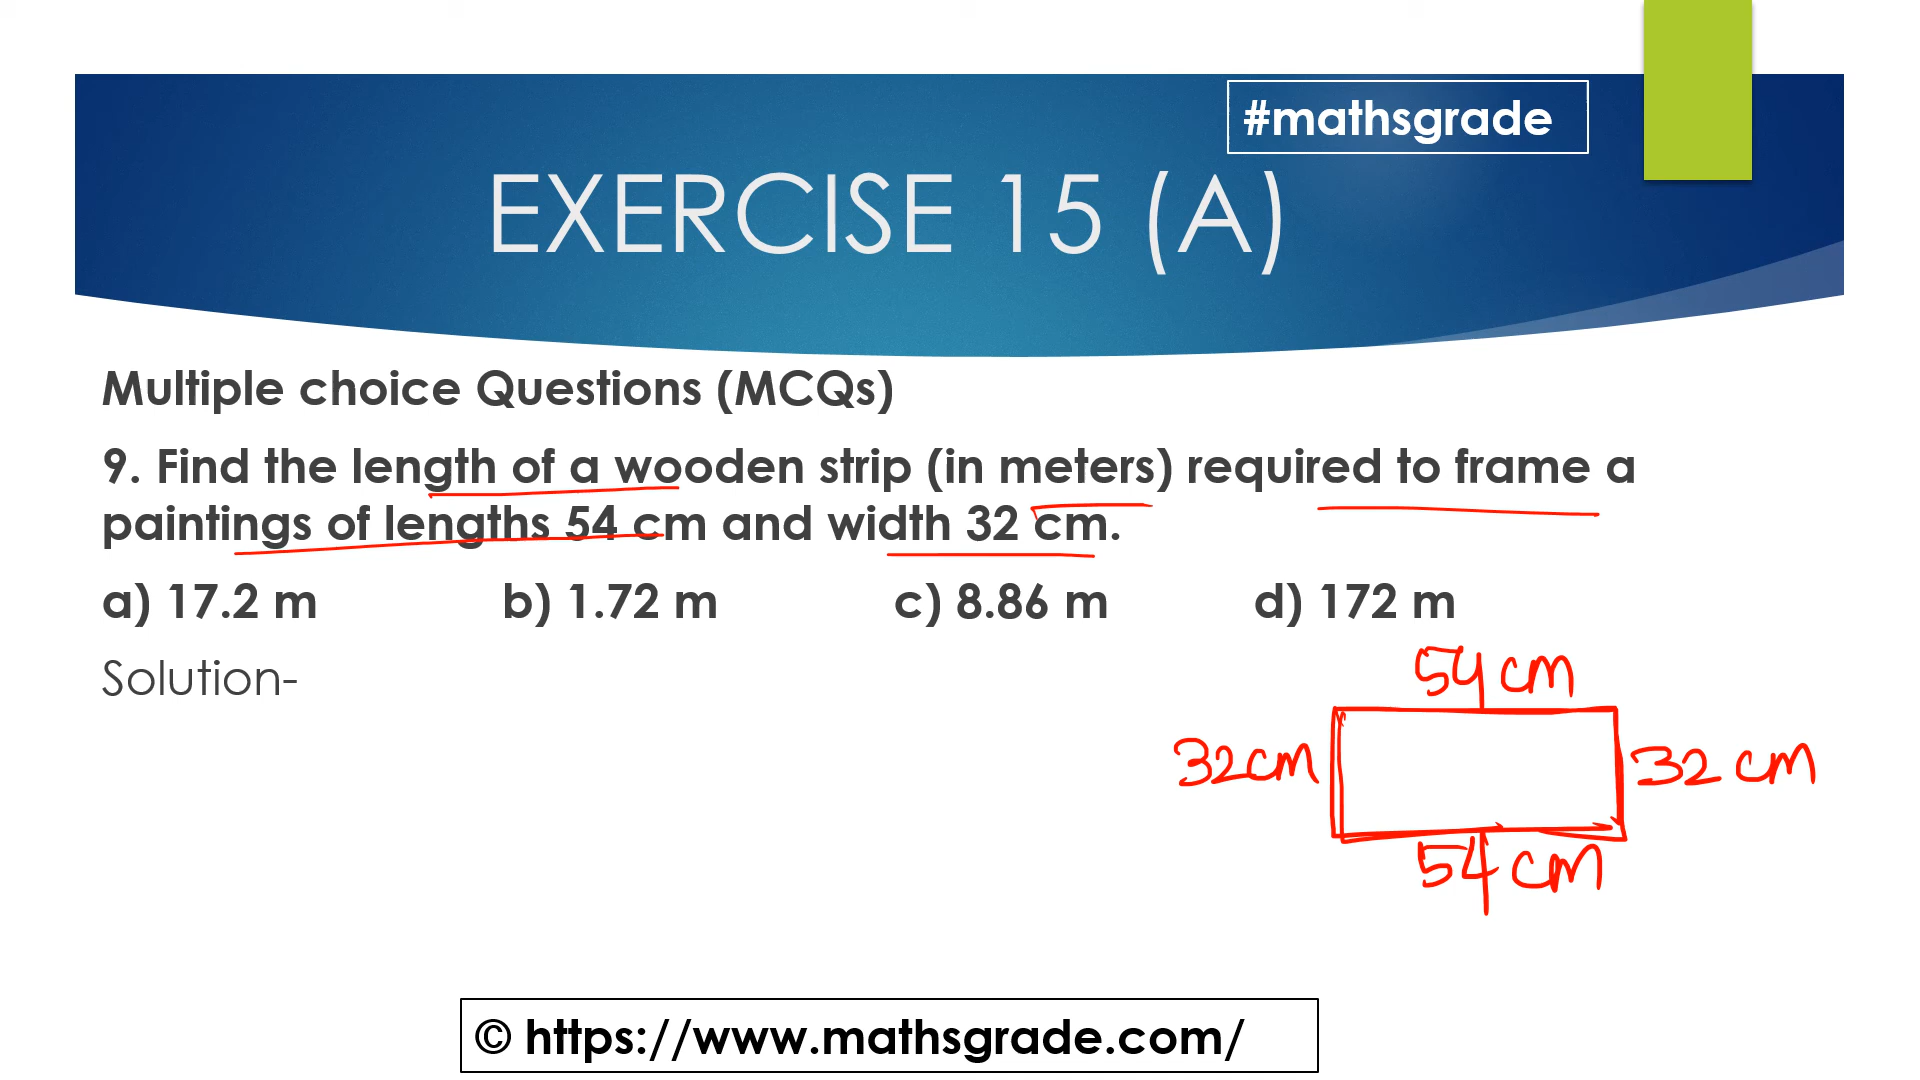 #mathsgrade
EXERCISE 15 (A)
Multiple choice Questions (MCQs)
9. Find the length of a wooden strip (in meters) required to frame a
paintings of lengths 54 cm and width 32 cm.
a) 17.2 m b) 1.72 m c) 8.86 m d) 172 m
Solution-
54 cm
32cm 32 cm
54 cm
© https://www.mathsgrade.com/